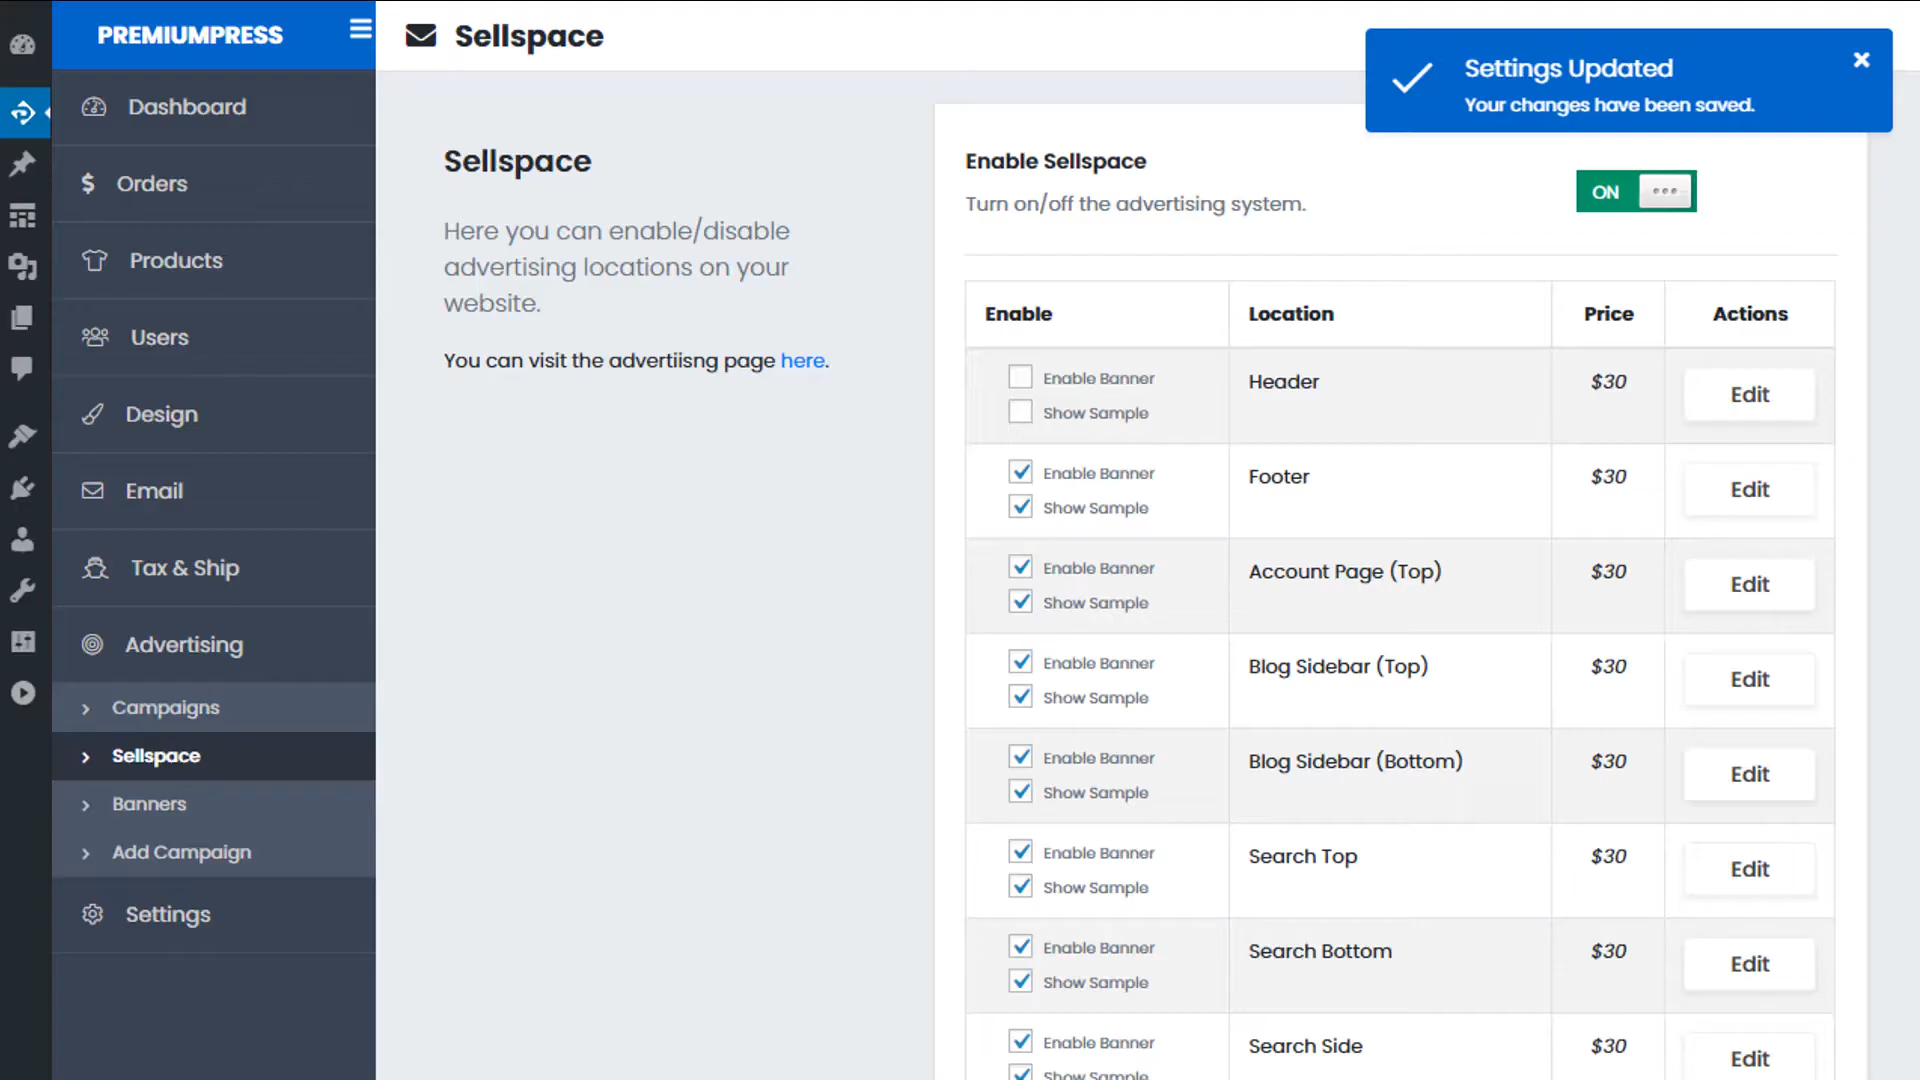 PREMIUMPRESS
Sellspace
Settings Updated
Your changes have been saved.
Dashboard
Orders
Products
Users
Design
Email
Tax & Ship
Advertising
Campaigns
Sellspace
Banners
Add Campaign
Settings
Sellspace
Here you can enable/disable
advertising locations on your
website.
You can visit the advertiisng page here.
Enable Sellspace
Turn on/off the advertising system.
ON
Enable Location Price Actions
Enable Banner Header $30 Edit
Show Sample
Enable Banner Footer $30 Edit
Show Sample
Enable Banner Account Page (Top) $30 Edit
Show Sample
Enable Banner Blog Sidebar (Top) $30 Edit
Show Sample
Enable Banner Blog Sidebar (Bottom) $30 Edit
Show Sample
Enable Banner Search Top $30 Edit
Show Sample
Enable Banner Search Bottom $30 Edit
Show Sample
Enable Banner Search Side $30 Edit
Show Sample